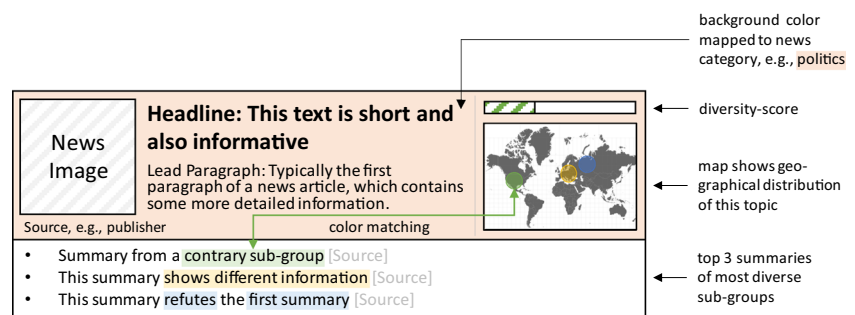 background color
mapped to news
category, e.g., politics
News
Image
Headline: This text is short and
also informative
Lead Paragraph: Typically the first
paragraph of a news article, which contains
some more detailed information.
Source, e.g., publisher
color matching
diversity-score
map shows geo-
graphical distribution
of this topic
• Summary from a contrary sub-group [Source]
• This summary shows different information [Source]
• This summary refutes the first summary [Source]
top 3 summaries
of most diverse
sub-groups